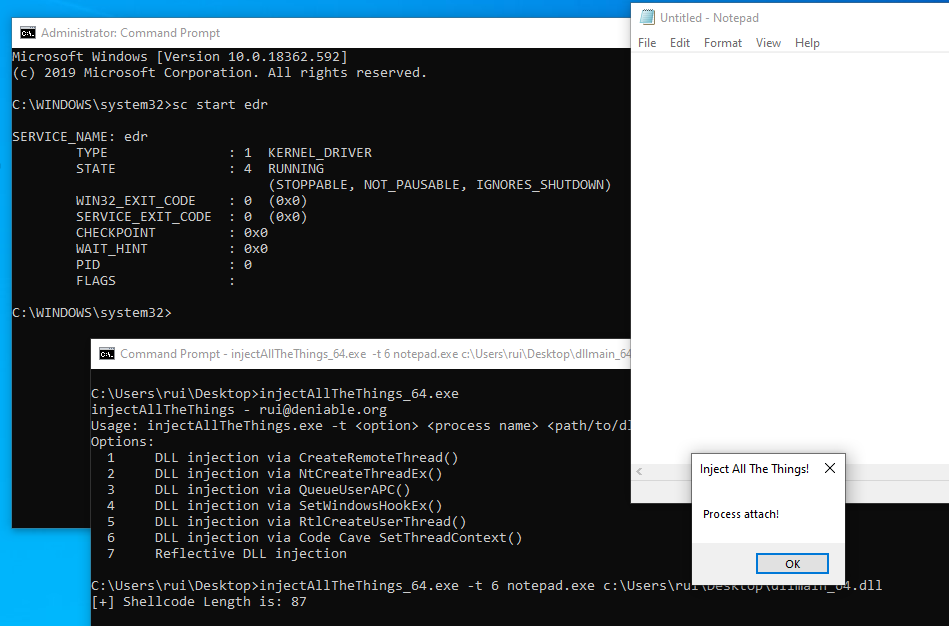 Administrator: Command Prompt
Microsoft Windows [Version 10.0.18362.592]
(c) 2019 Microsoft Corporation. All rights reserved.
C:\WINDOWS\system32>sc start edr
SERVICE_NAME: edr
TYPE : 1 KERNEL_DRIVER
STATE : 4 RUNNING
(STOPPABLE, NOT_PAUSABLE, IGNORES_SHUTDOWN)
WIN32_EXIT_CODE : 0 (0x0)
SERVICE_EXIT_CODE : 0 (0x0)
CHECKPOINT : 0x0
WAIT_HINT : 0x0
PID : 0
FLAGS :
C:\WINDOWS\system32>
Untitled - Notepad
File Edit Format View Help
Command Prompt - injectAllTheThings_64.exe -t 6 notepad.exe c:\Users\rui\Desktop\dllmain_64
C:\Users\rui\Desktop>injectAllTheThings_64.exe
injectAllTheThings - rui@deniable.org
Usage: injectAllTheThings.exe -t <option> <process name> <path/to/dl
Options:
1 DLL injection via CreateRemoteThread()
2 DLL injection via NtCreateThreadEx()
3 DLL injection via QueueUserAPC()
4 DLL injection via SetWindowsHookEx()
5 DLL injection via RtlCreateUserThread()
6 DLL injection via Code Cave SetThreadContext()
7 Reflective DLL injection
C:\Users\rui\Desktop>injectAllTheThings_64.exe -t 6 notepad.exe c:\Users\rui\Desktop\dllmain_64.dll
[+] Shellcode Length is: 87
Inject All The Things!
Process attach!
OK